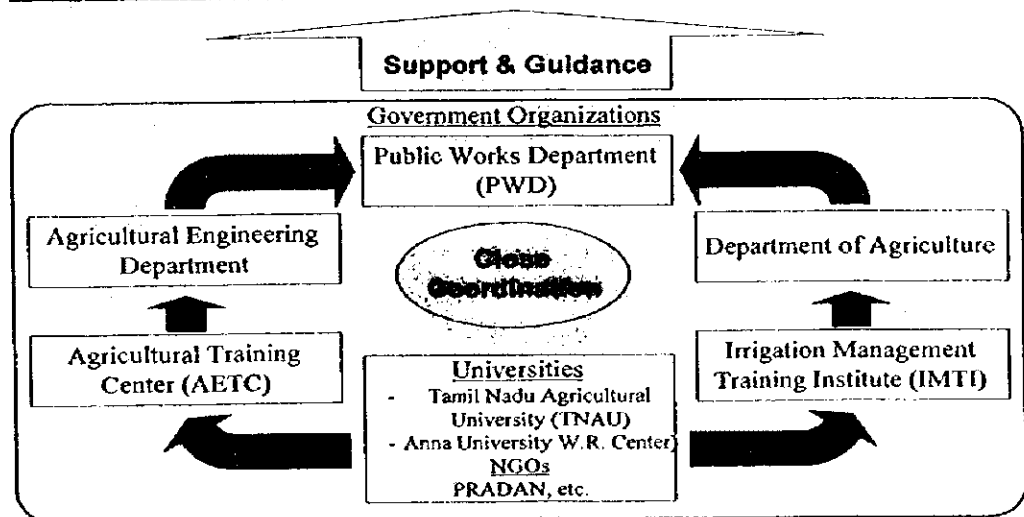 Support & Guidance
Government Organizations
Public Works Department
(PWD)
Agricultural Engineering
Department
Close
Coordination
Department of Agriculture
Agricultural Training
Center (AETC)
Universities
- Tamil Nadu Agricultural
University (TNAU)
- Anna University W.R. Center)
NGOs
PRADAN, etc.
Irrigation Management
Training Institute (IMTI)